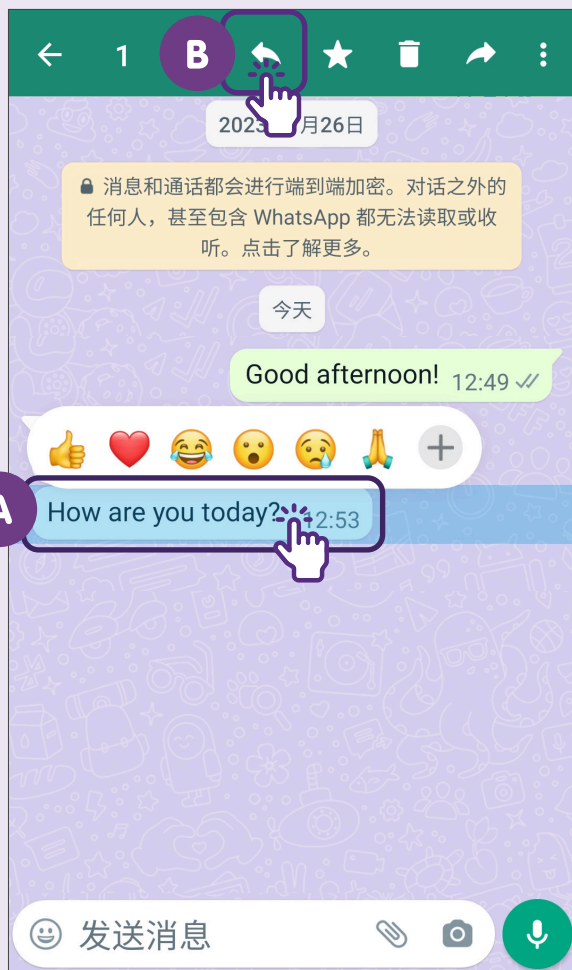 1
B
2023 月26日
消息和通话都会进行端到端加密。对话之外的
任何人，甚至包含 WhatsApp 都无法读取或收
听。点击了解更多。
今天
Good afternoon! 12:49
A
How are you today? 12:53
发送消息